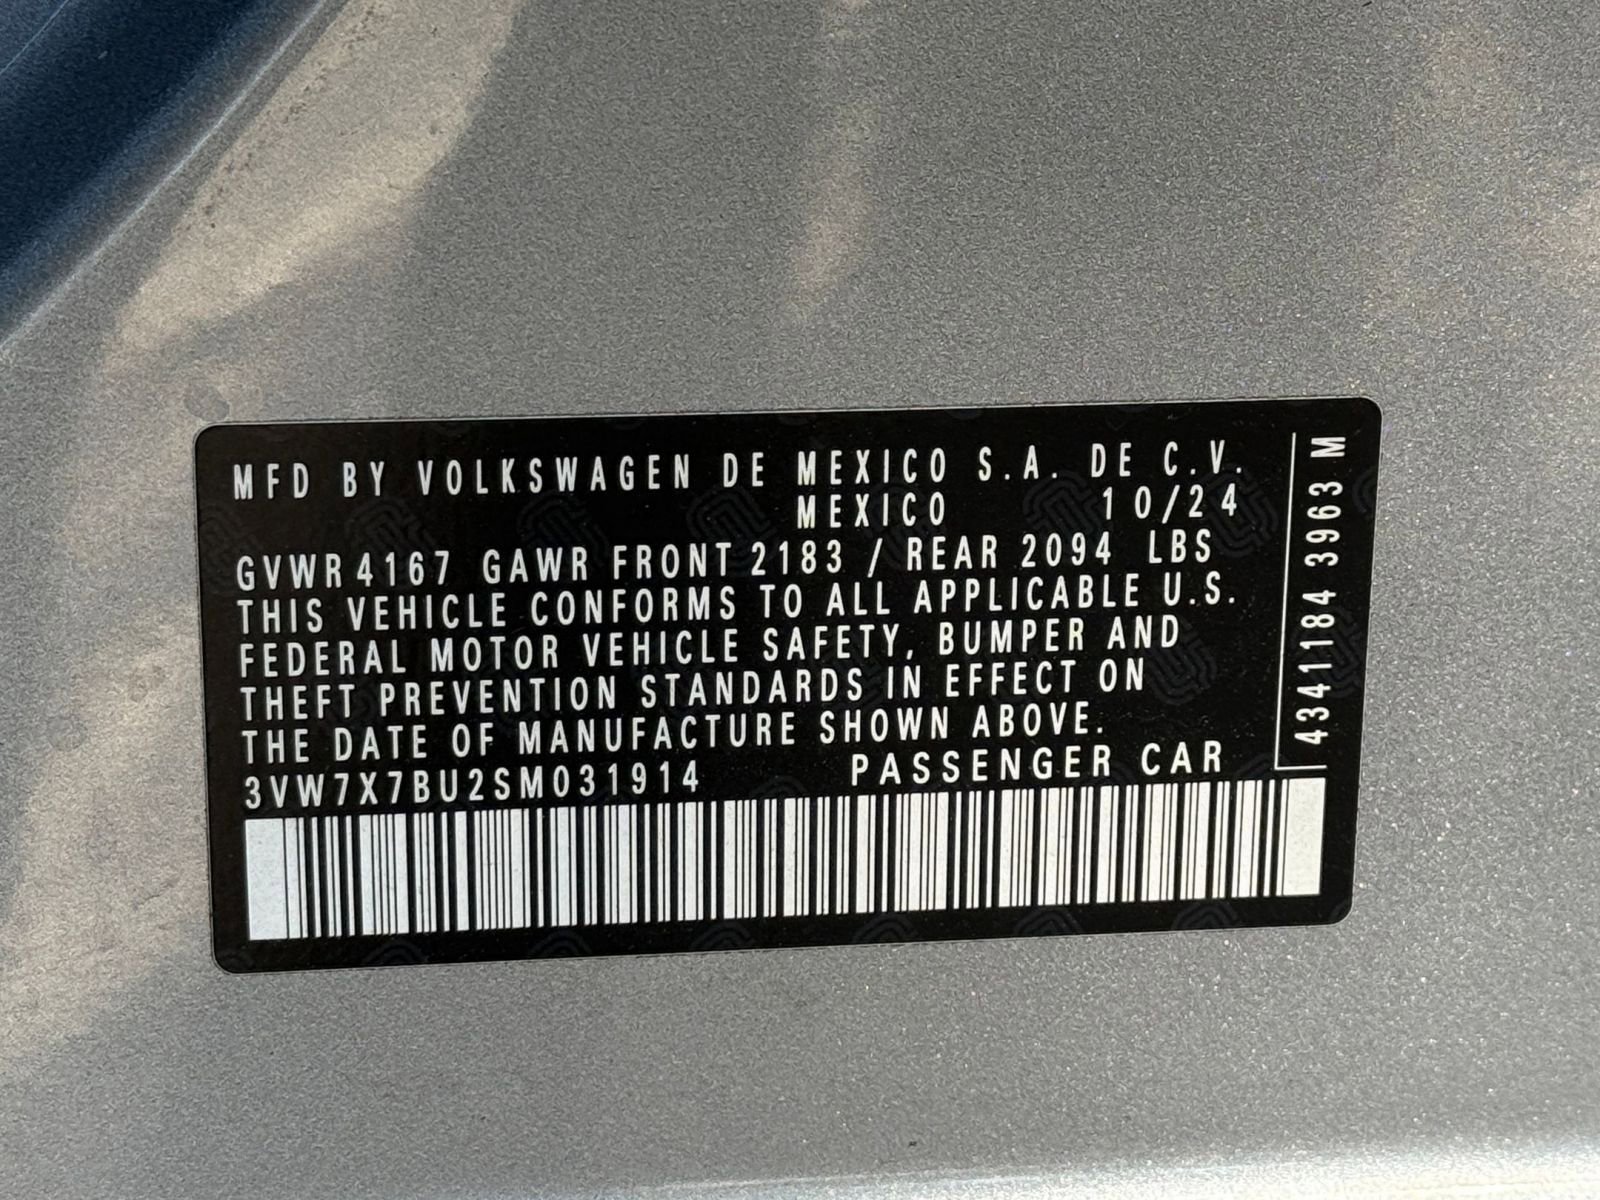 MFD BY VOLKSWAGEN DE MEXICO S.A. DE C.V.
MEXICO 10/24
GVWR 4167 GAWR FRONT 2183 / REAR 2094 LBS
THIS VEHICLE CONFORMS TO ALL APPLICABLE U.S.
FEDERAL MOTOR VEHICLE SAFETY, BUMPER AND
THEFT PREVENTION STANDARDS IN EFFECT ON
THE DATE OF MANUFACTURE SHOWN ABOVE.
3VW7X7BU2SM031914 PASSENGER CAR
4341184 3963 M